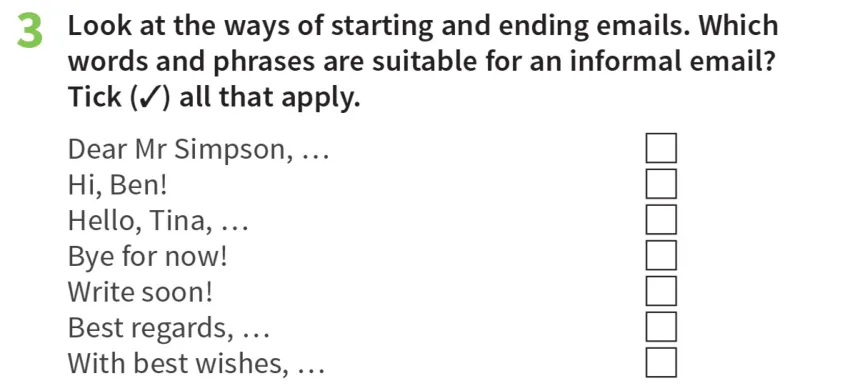 3 Look at the ways of starting and ending emails. Which
words and phrases are suitable for an informal email?
Tick (✓) all that apply.
Dear Mr Simpson, …
Hi, Ben!
Hello, Tina, …
Bye for now!
Write soon!
Best regards, …
With best wishes, …